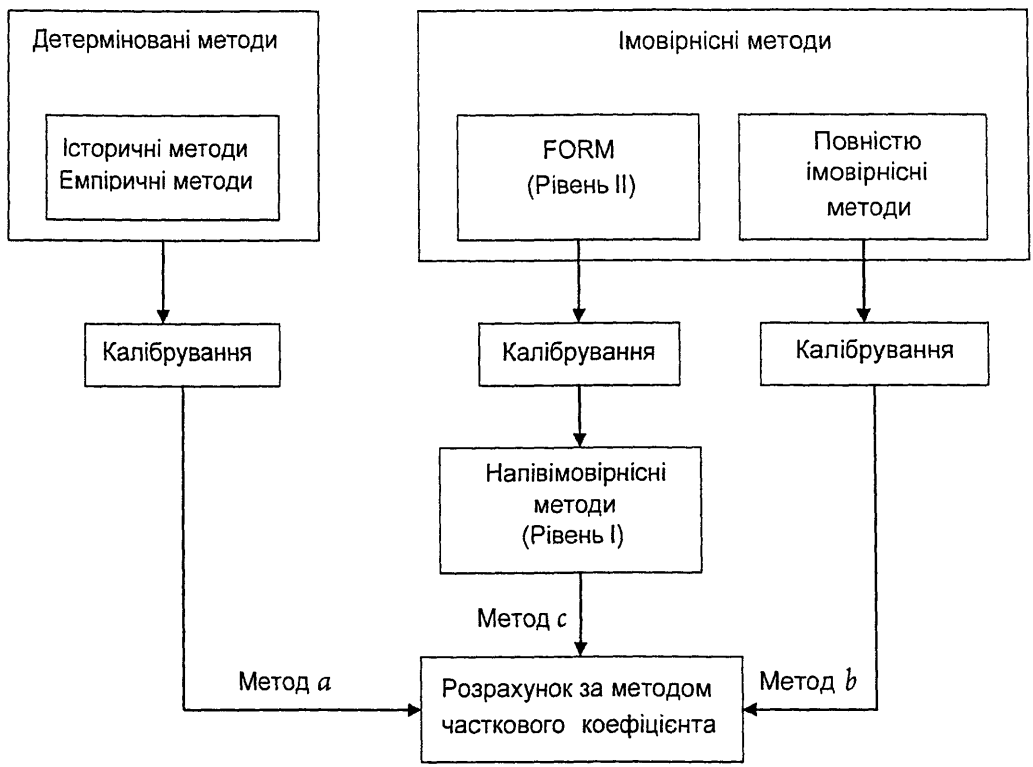 Детерміновані методи
Імовірнісні методи
Історичні методи
Емпіричні методи
FORM
(Рівень II)
Повністю
імовірнісні
методи
Калібрування
Калібрування
Калібрування
Напівімовірнісні
методи
(Рівень I)
Метод c
Метод a
Метод b
Розрахунок за методом
часткового коефіцієнта